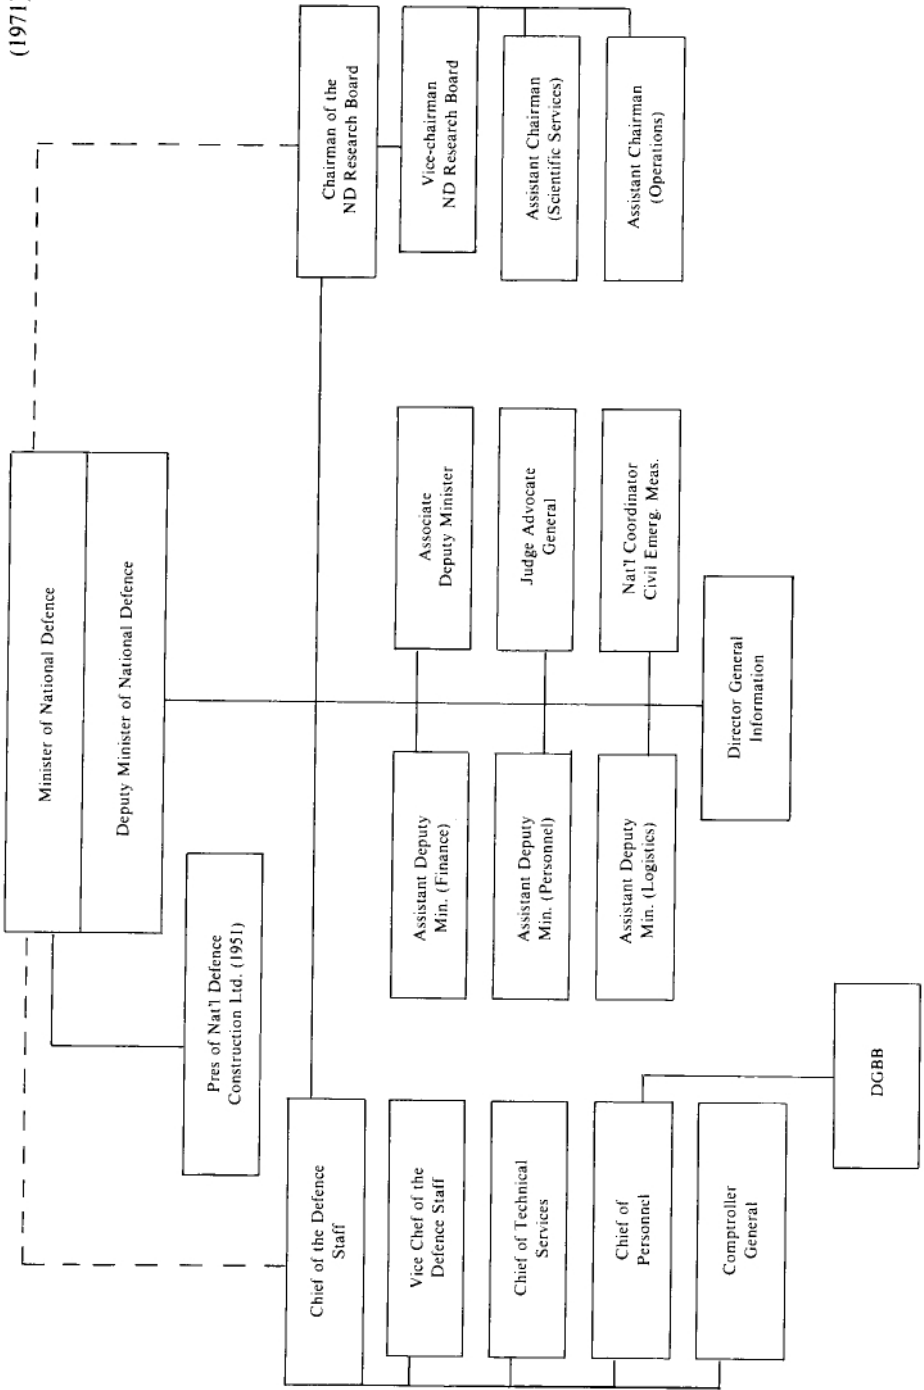 (1971
Minister of National Defence
Deputy Minister of National Defence
Pres of Nat'l Defence
Construction Ltd. (1951)
Chief of the Defence
Staff
Chairman of the
ND Research Board
Vice Chef of the
Defence Staff
Assistant Deputy
Min. (Finance)
Associate
Deputy Minister
Vice-chairman
ND Research Board
Chief of Technical
Services
Assistant Deputy
Min. (Personnel)
Judge Advocate
General
Assistant Chairman
(Scientific Services)
Chief of
Personnel
Assistant Deputy
Min. (Logistics)
Nat'l Coordinator
Civil Emerg. Meas.
Assistant Chairman
(Operations)
Comptroller
General
Director General
Information
DGBB